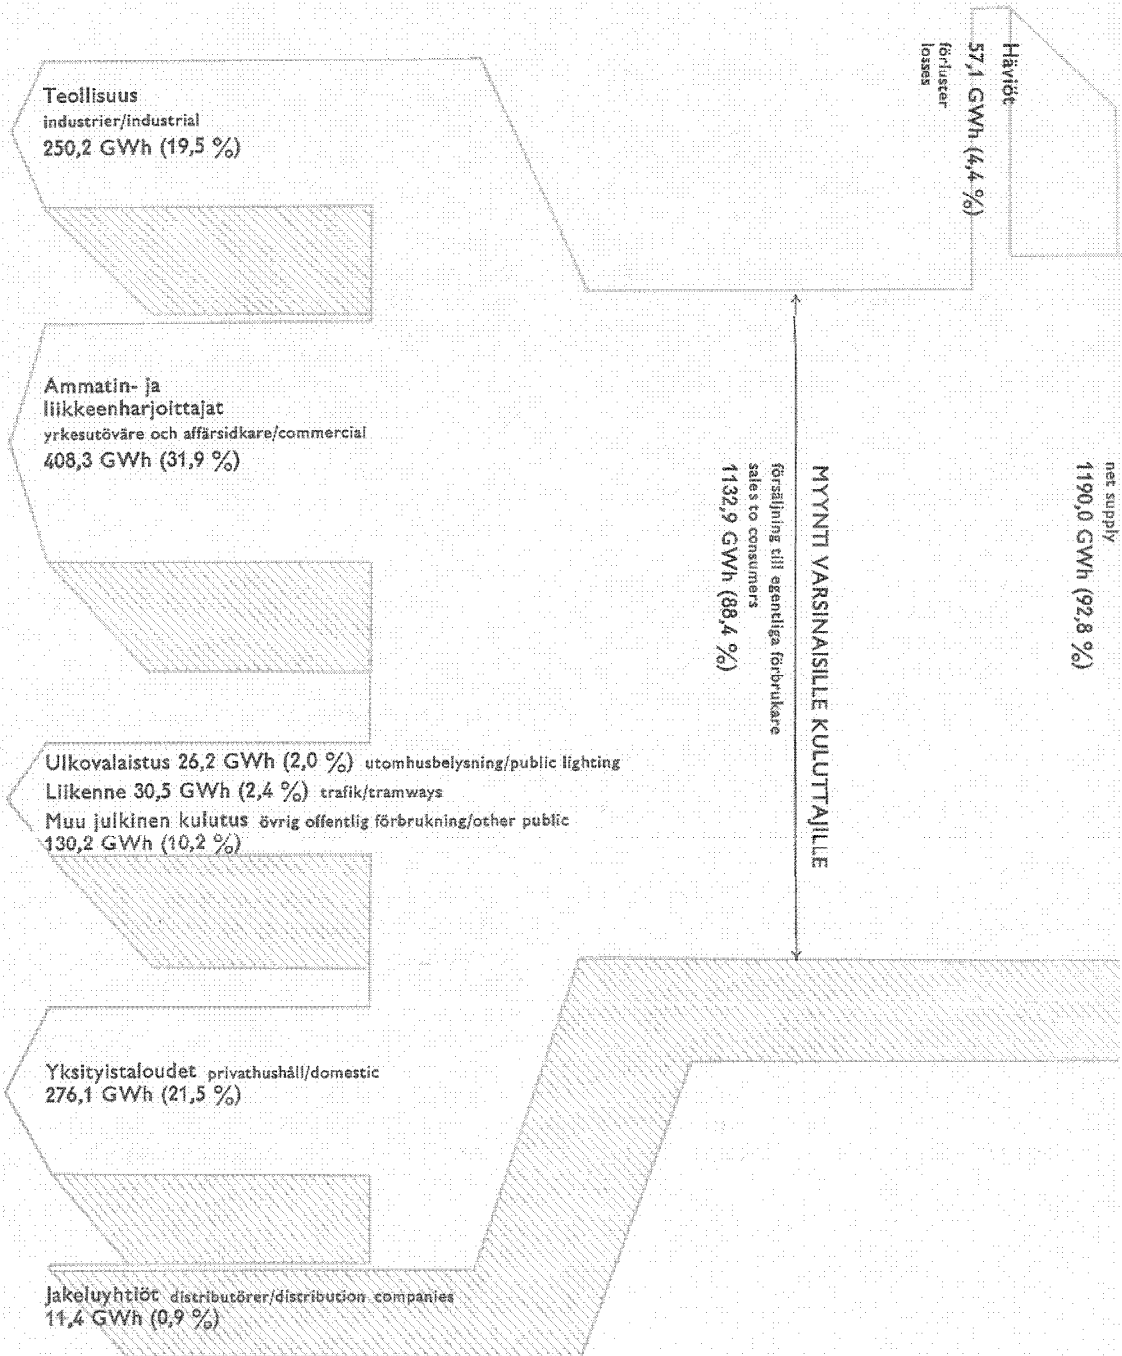 Teollisuus
industrier/industrial
250,2 GWh (19,5 %)
Ammatin- ja
liikkeenharjoittajat
yrkesutöväre och affärsidkare/commercial
408,3 GWh (31,9 %)
Ulkovalaistus 26,2 GWh (2,0 %) utomhusbelysning/public lighting
Liikenne 30,5 GWh (2,4 %) trafik/tramways
Muu julkinen kulutus övrig offentlig förbrukning/other public
130,2 GWh (10,2 %)
Yksityistaloudet privathushåll/domestic
276,1 GWh (21,5 %)
Jakeluyhtiöt distributörer/distribution companies
11,4 GWh (0,9 %)
Häviöt
57,1 GWh (4,4 %)
förluster
losses
MYYNTI VARSINAISILLE KULUTTAJILLE
försäljning till egentliga förbrukare
sales to consumers
1132,9 GWh (88,4 %)
net supply
1190,0 GWh (92,8 %)